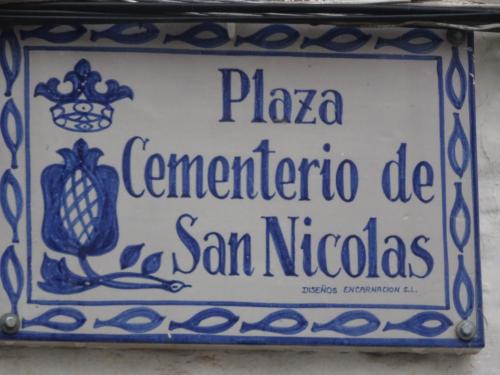 Plaza
Cementerio de
San Nicolas
DISEÑOS ENCARNACION S.L.